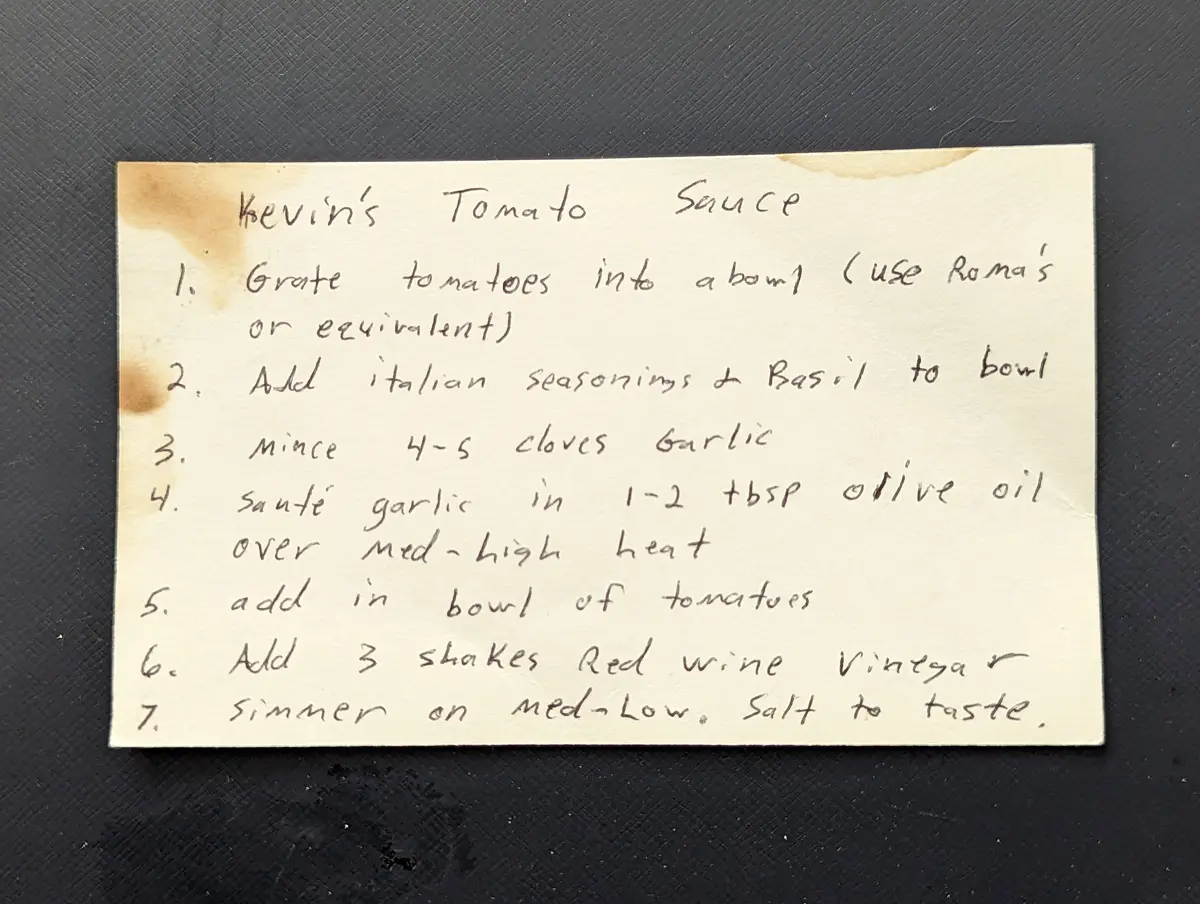 Kevin's Tomato Sauce
1. Grate tomatoes into a bowl (use Roma's
or equivalent)
2. Add italian seasonings & Basil to bowl
3. Mince 4-5 cloves Garlic
4. Sauté garlic in 1-2 tbsp olive oil
over med-high heat
5. add in bowl of tomatoes
6. Add 3 shakes Red wine Vinegar
7. Simmer on med-Low. Salt to taste.